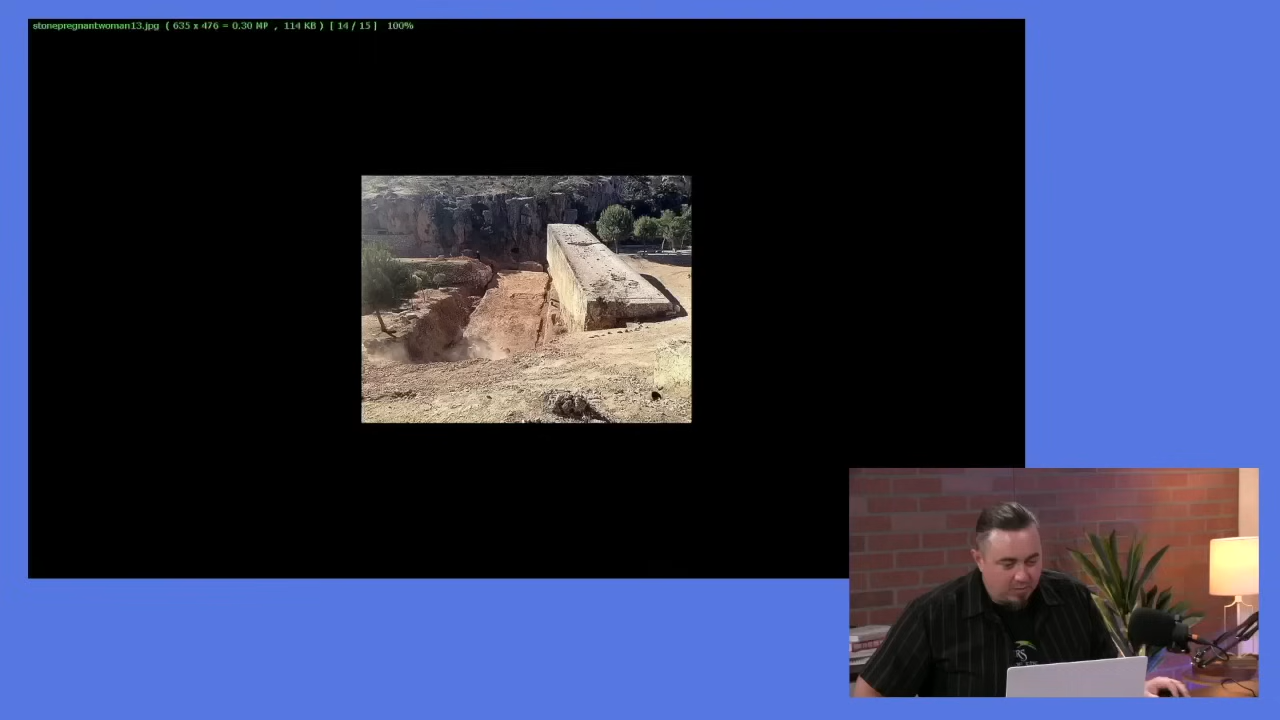 stonepregnantwoman13.jpg ( 635 x 476 = 0.30 MP , 114 KB ) [ 14 / 15 ] 100%